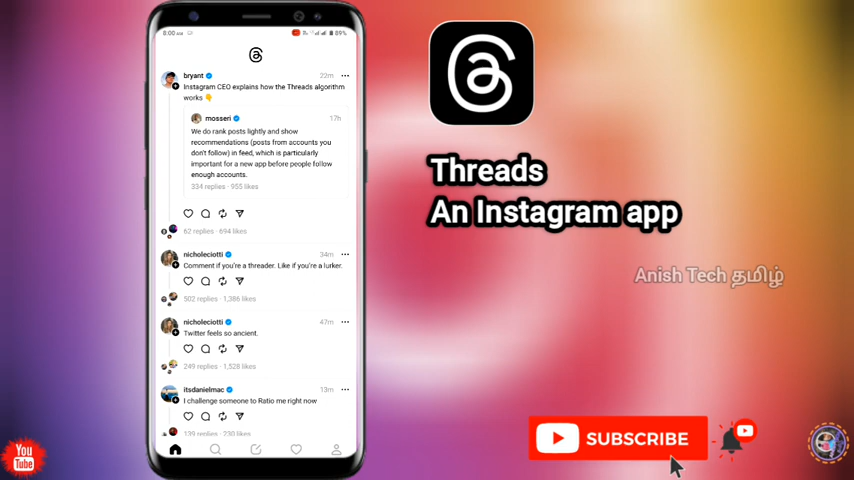 8:00 AM
89%
bryant
22m
Instagram CEO explains how the Threads algorithm
works 👇
mosseri
17h
We do rank posts lightly and show
recommendations (posts from accounts you
don't follow) in feed, which is particularly
important for a new app before people follow
enough accounts.
334 replies · 955 likes
62 replies · 694 likes
nicholeciotti
34m
Comment if you're a threader. Like if you're a lurker.
502 replies · 1,386 likes
nicholeciotti
47m
Twitter feels so ancient.
249 replies · 1,528 likes
itsdanielmac
13m
I challenge someone to Ratio me right now
139 replies · 230 likes
Threads
An Instagram app
Anish Tech தமிழ்
SUBSCRIBE
You
Tube